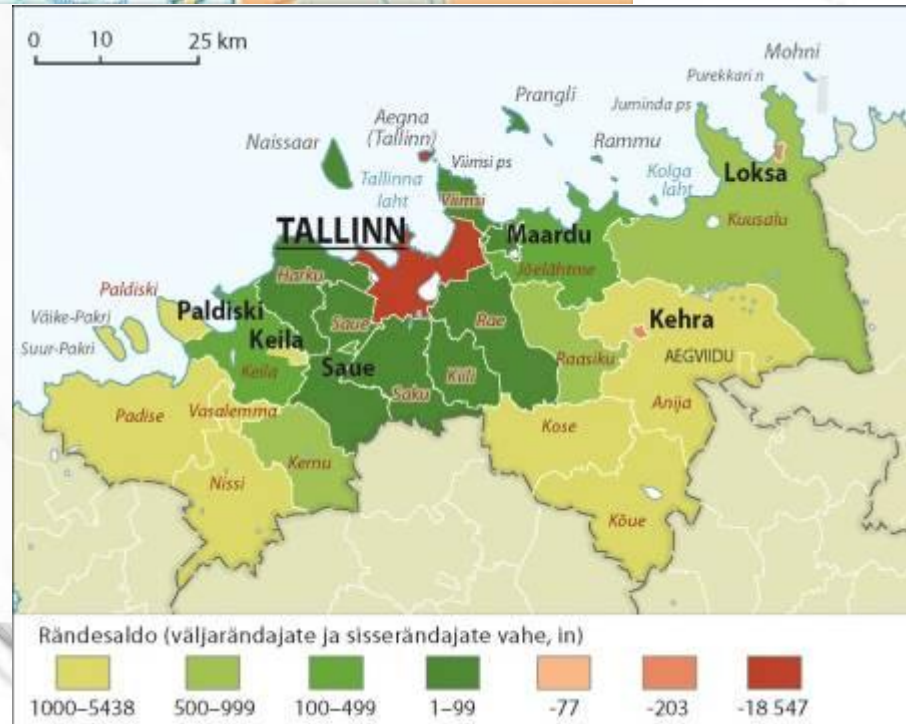 0 10 25 km
Mohni
Purekkari n
Prangli
Juminda ps
Aegna
(Tallinn)
Naissaar
Rammu
Viimsi ps
Kolga
laht
Loksa
Tallinna
laht
Viimsi
Kuusalu
TALLINN
Maardu
Jõelähtme
Harku
Paldiski
Paldiski
Väike-Pakri
Saue
Rae
Kehra
Keila
Suur-Pakri
AEGVIIDU
Raasiku
Keila
Saue
Kiili
Saku
Anija
Padise
Vasalemma
Kose
Kernu
Nissi
Kõue
Rändesaldo (väljarändajate ja sisserändajate vahe, in)
1000–5438 500–999 100–499 1–99 -77 -203 -18 547